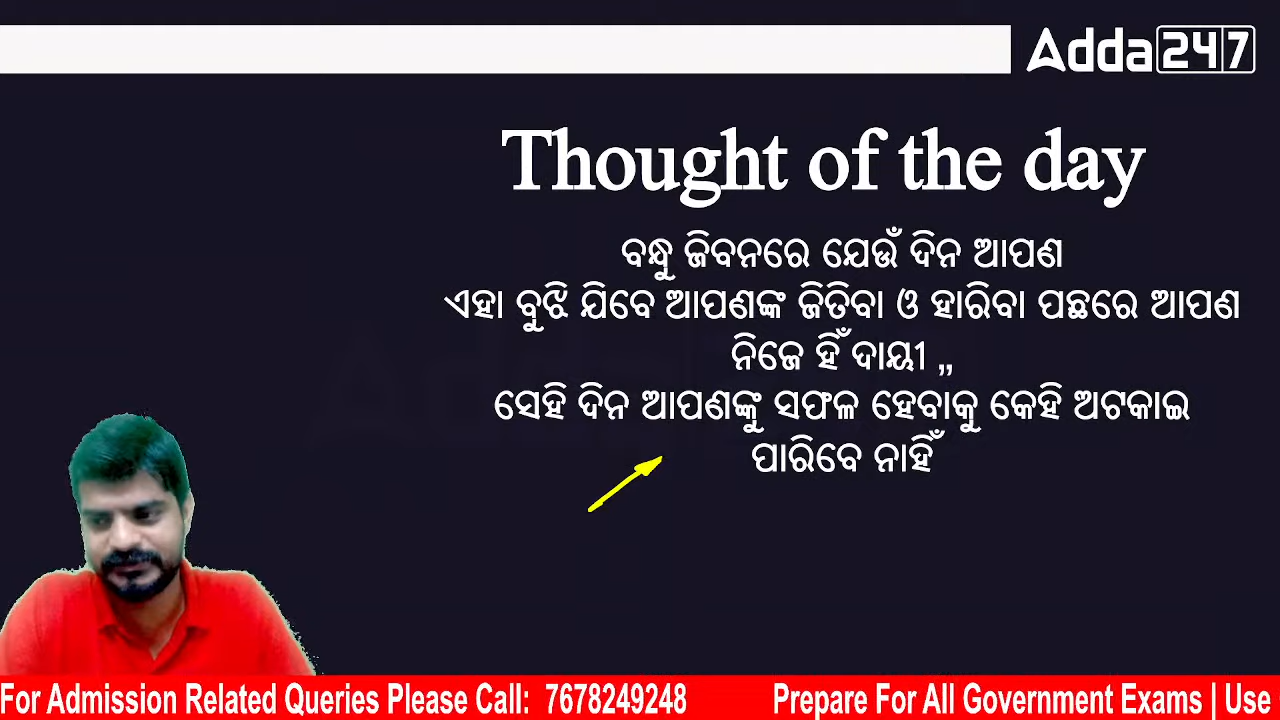 Adda247
Thought of the day
ବନ୍ଧୁ ଜିବନରେ ଯେଉଁ ଦିନ ଆପଣ
ଏହା ବୁଝି ଯିବେ ଆପଣଙ୍କ ଜିତିବା ଓ ହାରିବା ପଛରେ ଆପଣ
ନିଜେ ହିଁ ଦାୟୀ ,,
ସେହି ଦିନ ଆପଣଙ୍କୁ ସଫଳ ହେବାକୁ କେହି ଅଟକାଇ
ପାରିବେ ନାହିଁ
For Admission Related Queries Please Call: 7678249248 Prepare For All Government Exams | Use